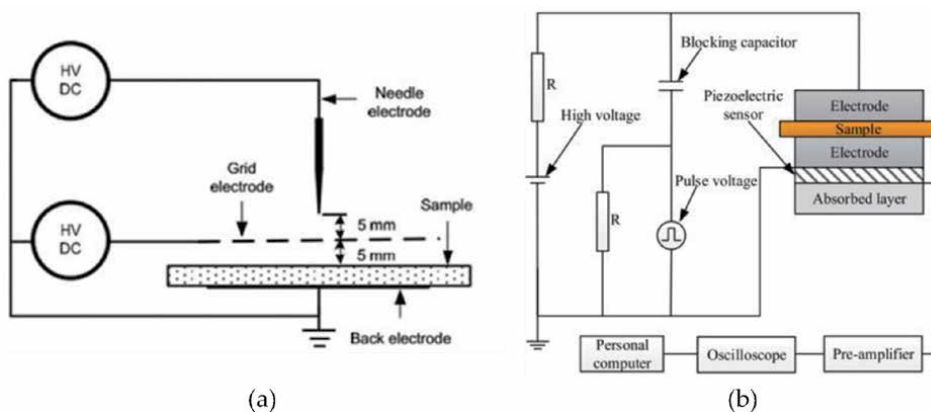 HV
DC
Needle
electrode
Grid
electrode
Sample
5 mm
HV
DC
5 mm
Back electrode
(a)
Blocking capacitor
R
Piezoelectric
sensor
High voltage
Electrode
Sample
Electrode
Pulse voltage
R
Absorbed layer
Personal
computer
Oscilloscope
Pre-amplifier
(b)